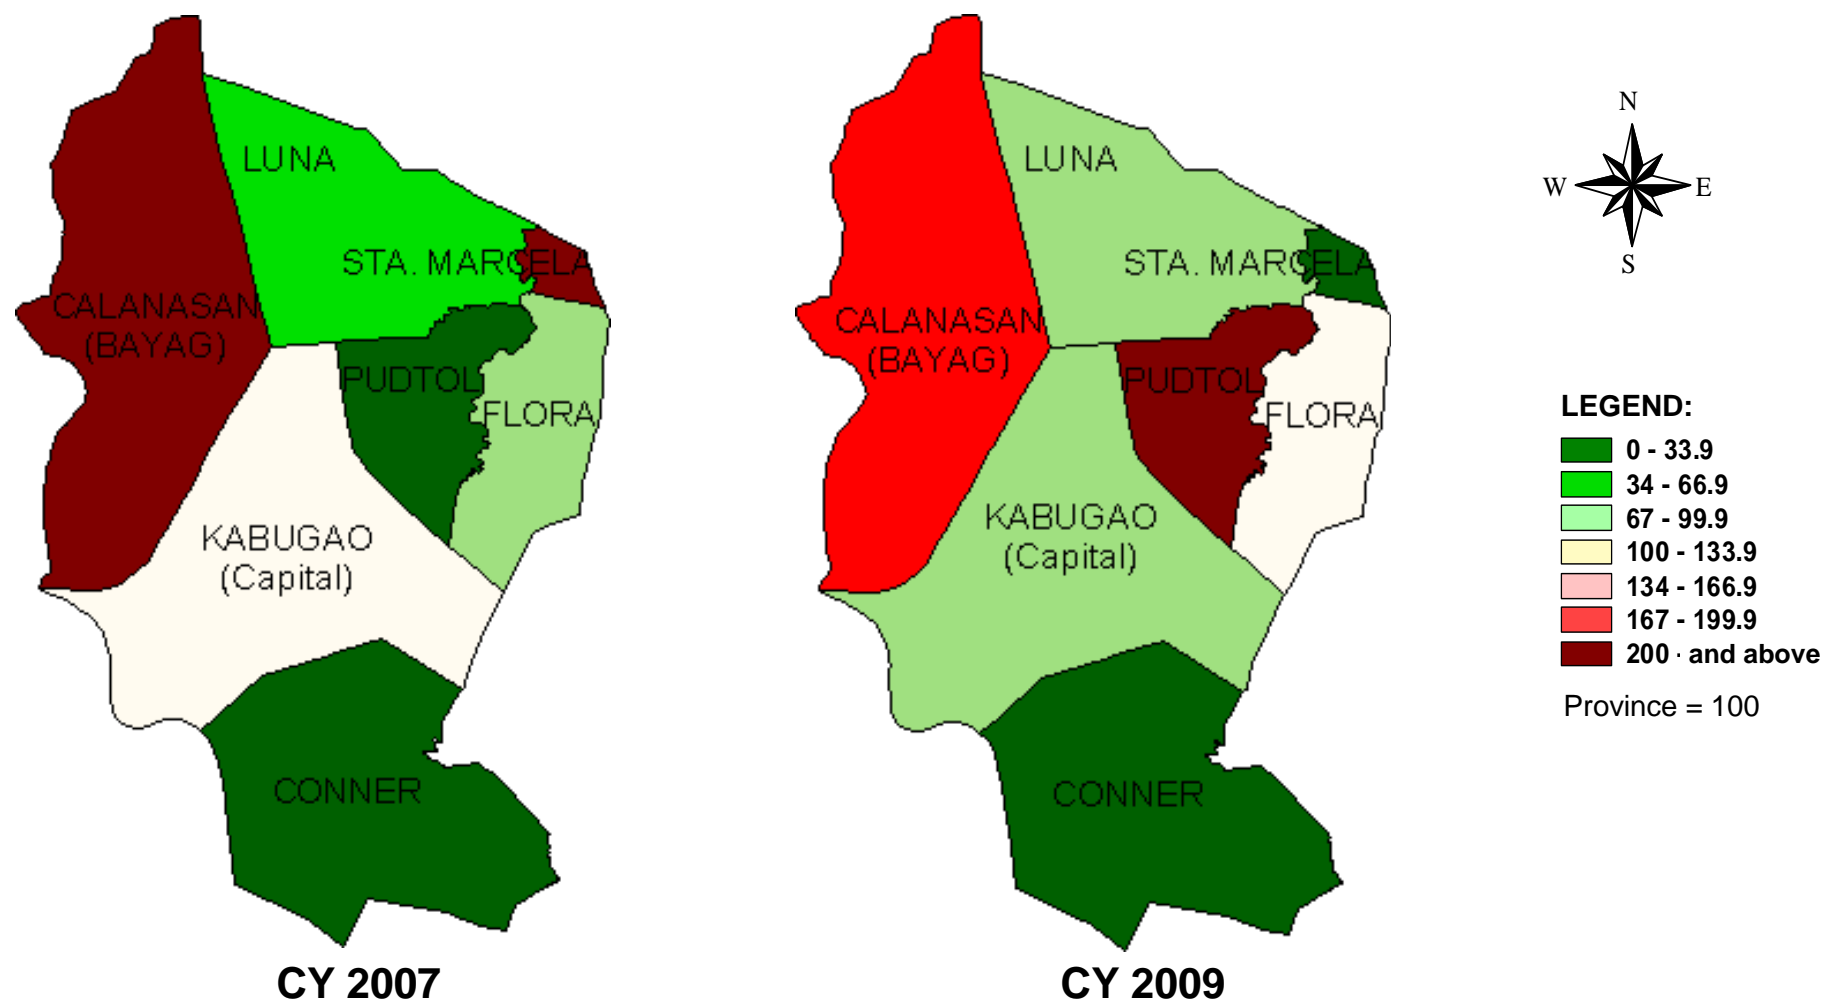 LUNA
STA. MARCELA
CALANASAN
(BAYAG)
PUDTOL
FLORA
KABUGAO
(Capital)
CONNER
CY 2007
LUNA
STA. MARCELA
CALANASAN
(BAYAG)
PUDTOL
FLORA
KABUGAO
(Capital)
CONNER
CY 2009
N
W
E
S
LEGEND:
0 - 33.9
34 - 66.9
67 - 99.9
100 - 133.9
134 - 166.9
167 - 199.9
200 - and above
Province = 100